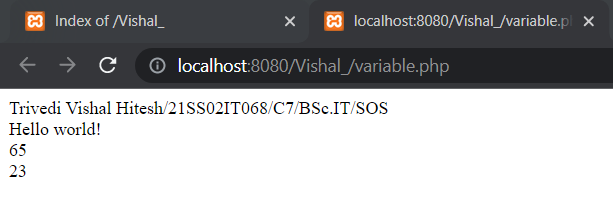 Index of /Vishal_
localhost:8080/Vishal_/variable.p
localhost:8080/Vishal_/variable.php
Trivedi Vishal Hitesh/21SS02IT068/C7/BSc.IT/SOS
Hello world!
65
23